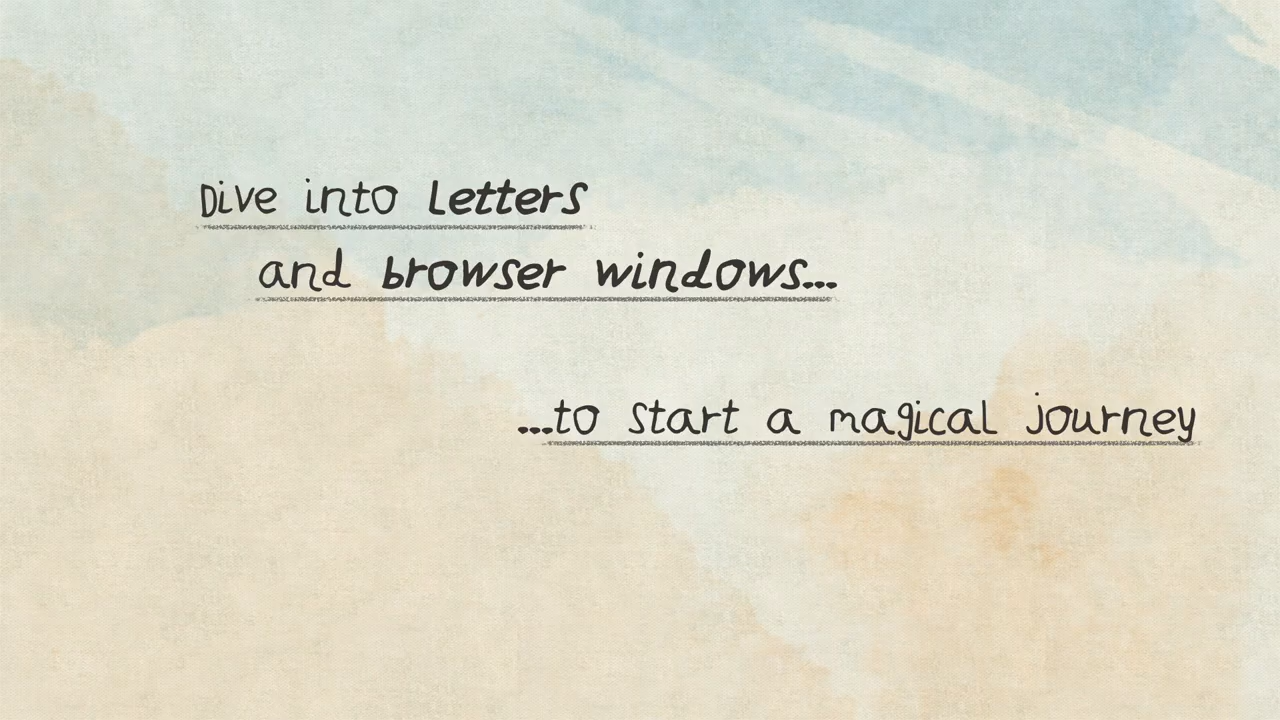 Dive into Letters
and browser windows...
...to start a magical journey